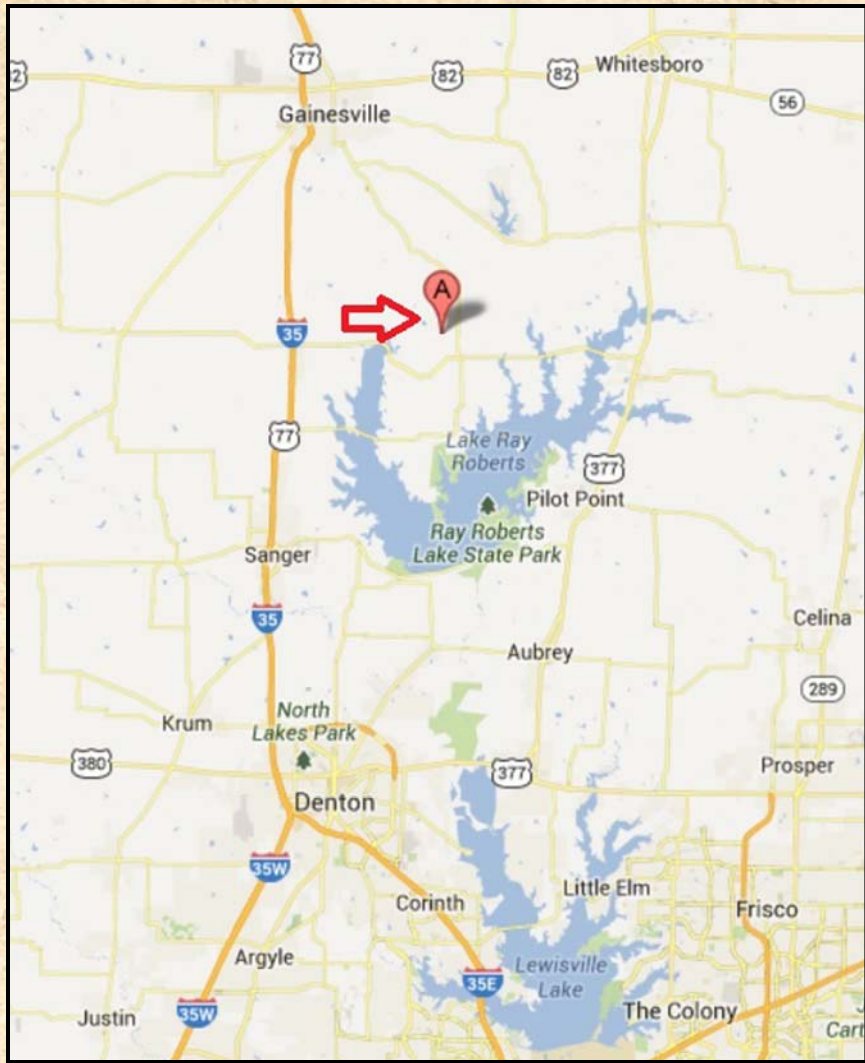 77
Whitesboro
82
82
82
56
Gainesville
A
35
77
Lake Ray
Roberts
377
Pilot Point
Ray Roberts
Lake State Park
Sanger
35
Celina
Aubrey
289
Krum
North
Lakes Park
380
377
Prosper
Denton
35W
Corinth
Little Elm
Frisco
Argyle
Lewisville
Lake
35E
Justin
35W
The Colony
Cart